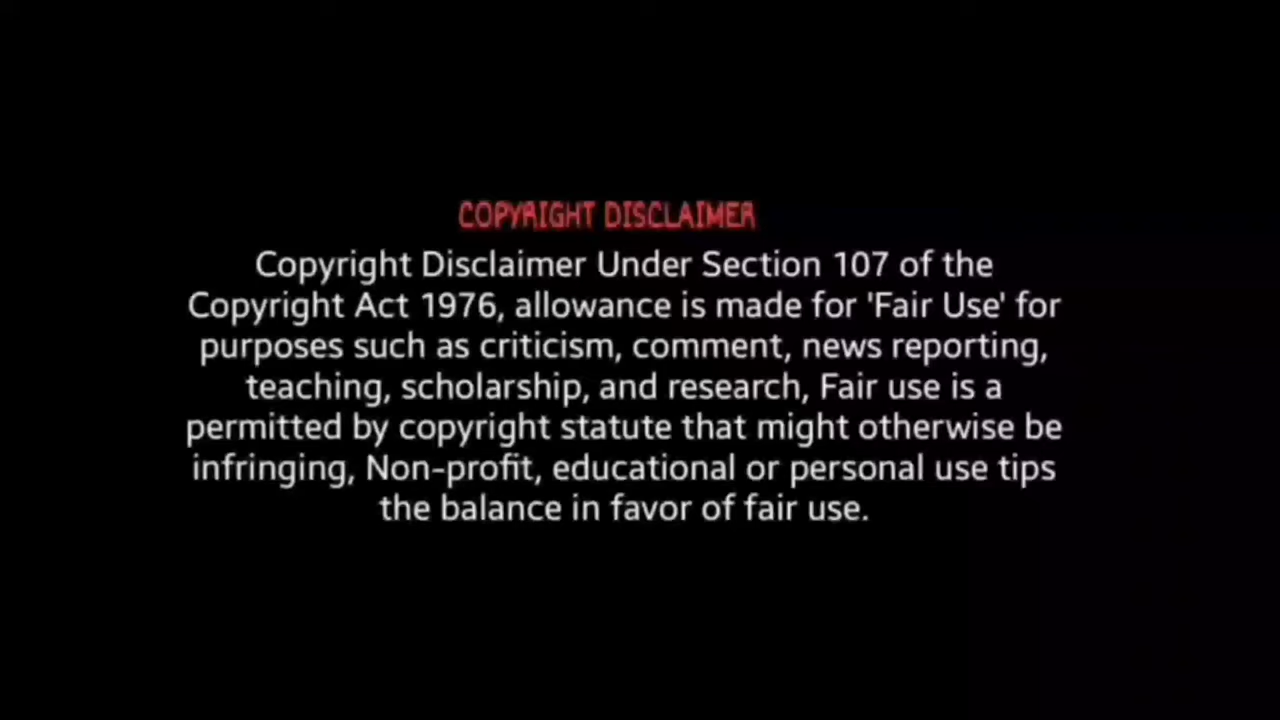 COPYRIGHT DISCLAIMER
Copyright Disclaimer Under Section 107 of the
Copyright Act 1976, allowance is made for 'Fair Use' for
purposes such as criticism, comment, news reporting,
teaching, scholarship, and research, Fair use is a
permitted by copyright statute that might otherwise be
infringing, Non-profit, educational or personal use tips
the balance in favor of fair use.